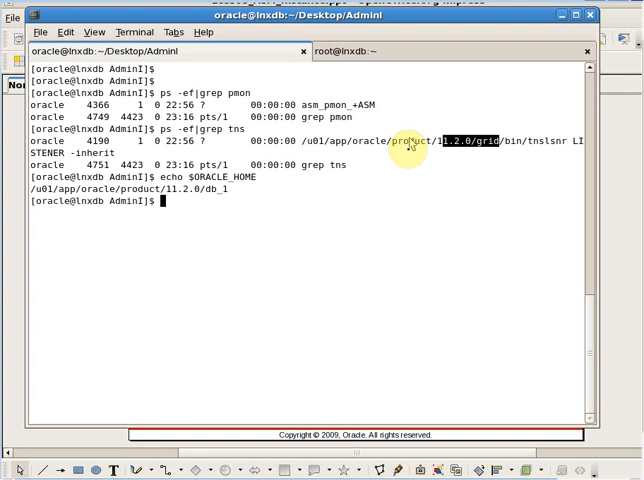 oracle@lnxdb:~/Desktop/AdminI
File
File Edit View Terminal Tabs Help
oracle@lnxdb:~/Desktop/AdminI
root@lnxdb:~
[oracle@lnxdb AdminI]$
[oracle@lnxdb AdminI]$
[oracle@lnxdb AdminI]$ ps -ef|grep pmon
oracle 4366 1 0 22:56 ? 00:00:00 asm_pmon_+ASM
oracle 4749 4423 0 23:16 pts/1 00:00:00 grep pmon
[oracle@lnxdb AdminI]$ ps -ef|grep tns
oracle 4190 1 0 22:56 ? 00:00:00 /u01/app/oracle/product/11.2.0/grid/bin/tnslsnr LI
STENER -inherit
oracle 4751 4423 0 23:16 pts/1 00:00:00 grep tns
[oracle@lnxdb AdminI]$ echo $ORACLE_HOME
/u01/app/oracle/product/11.2.0/db_1
[oracle@lnxdb AdminI]$
Copyright © 2009, Oracle. All rights reserved.